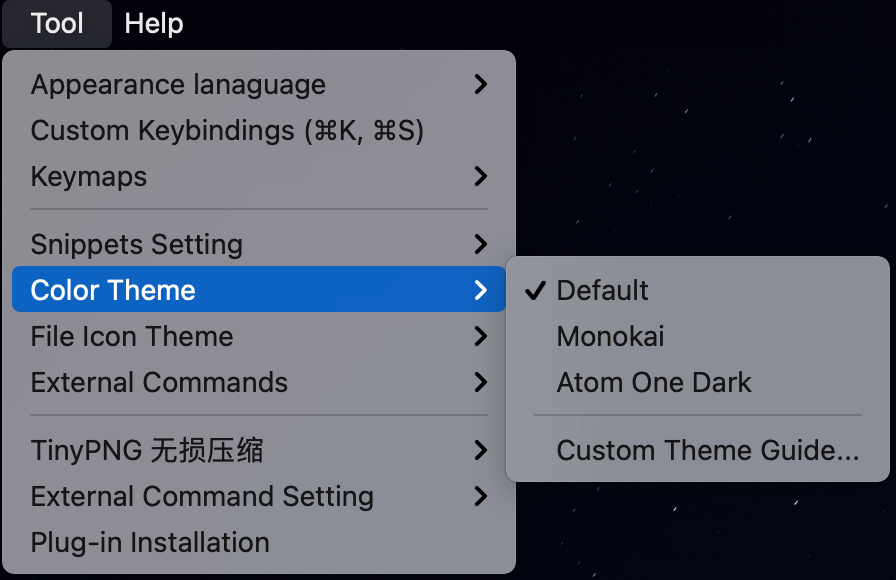 Tool Help
Appearance lanaguage
Custom Keybindings (⌘K, ⌘S)
Keymaps
Snippets Setting
Color Theme
File Icon Theme
External Commands
TinyPNG 无损压缩
External Command Setting
Plug-in Installation
✓ Default
Monokai
Atom One Dark
Custom Theme Guide...